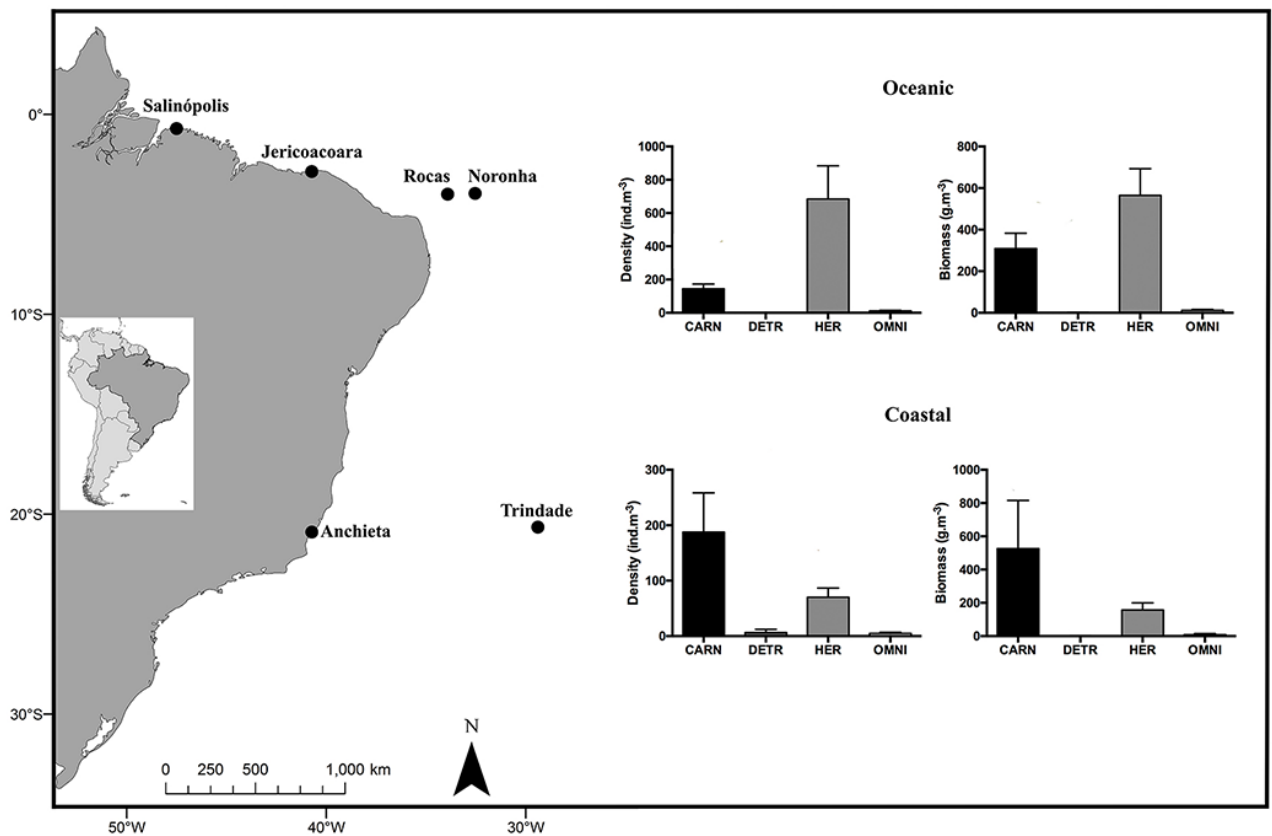 Salinópolis
Jericoacoara
Rocas Noronha
Trindade
Anchieta
0°
10°S
20°S
30°S
50°W 40°W 30°W
0 250 500 1,000 km
N
Oceanic
Density (ind.m-3)
1000
800
600
400
200
0
CARN DETR HER OMNI
Biomass (g.m-3)
800
600
400
200
0
CARN DETR HER OMNI
Coastal
Density (ind.m-3)
300
200
100
0
CARN DETR HER OMNI
Biomass (g.m-3)
1000
800
600
400
200
0
CARN DETR HER OMNI